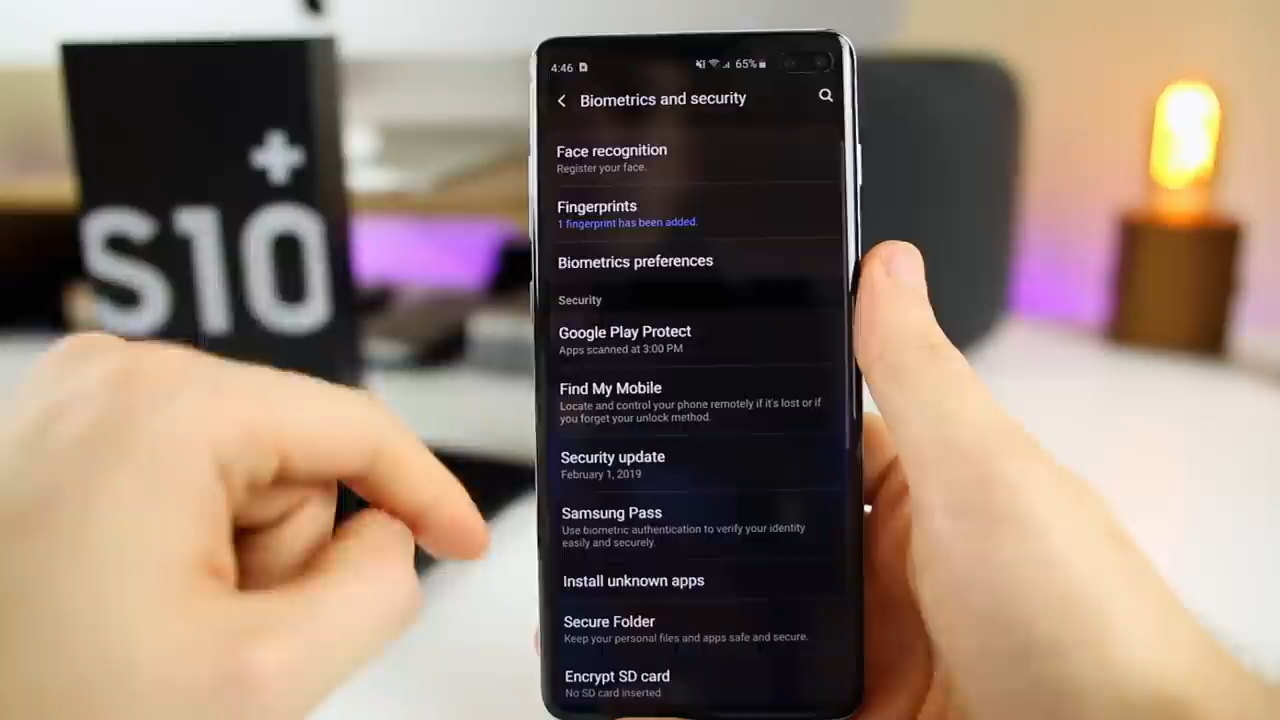 +
S10
4:46
65%
Biometrics and security
Face recognition
Register your face.
Fingerprints
1 fingerprint has been added.
Biometrics preferences
Security
Google Play Protect
Apps scanned at 3:00 PM
Find My Mobile
Locate and control your phone remotely if it's lost or if
you forget your unlock method.
Security update
February 1, 2019
Samsung Pass
Use biometric authentication to verify your identity
easily and securely.
Install unknown apps
Secure Folder
Keep your personal files and apps safe and secure.
Encrypt SD card
No SD card inserted